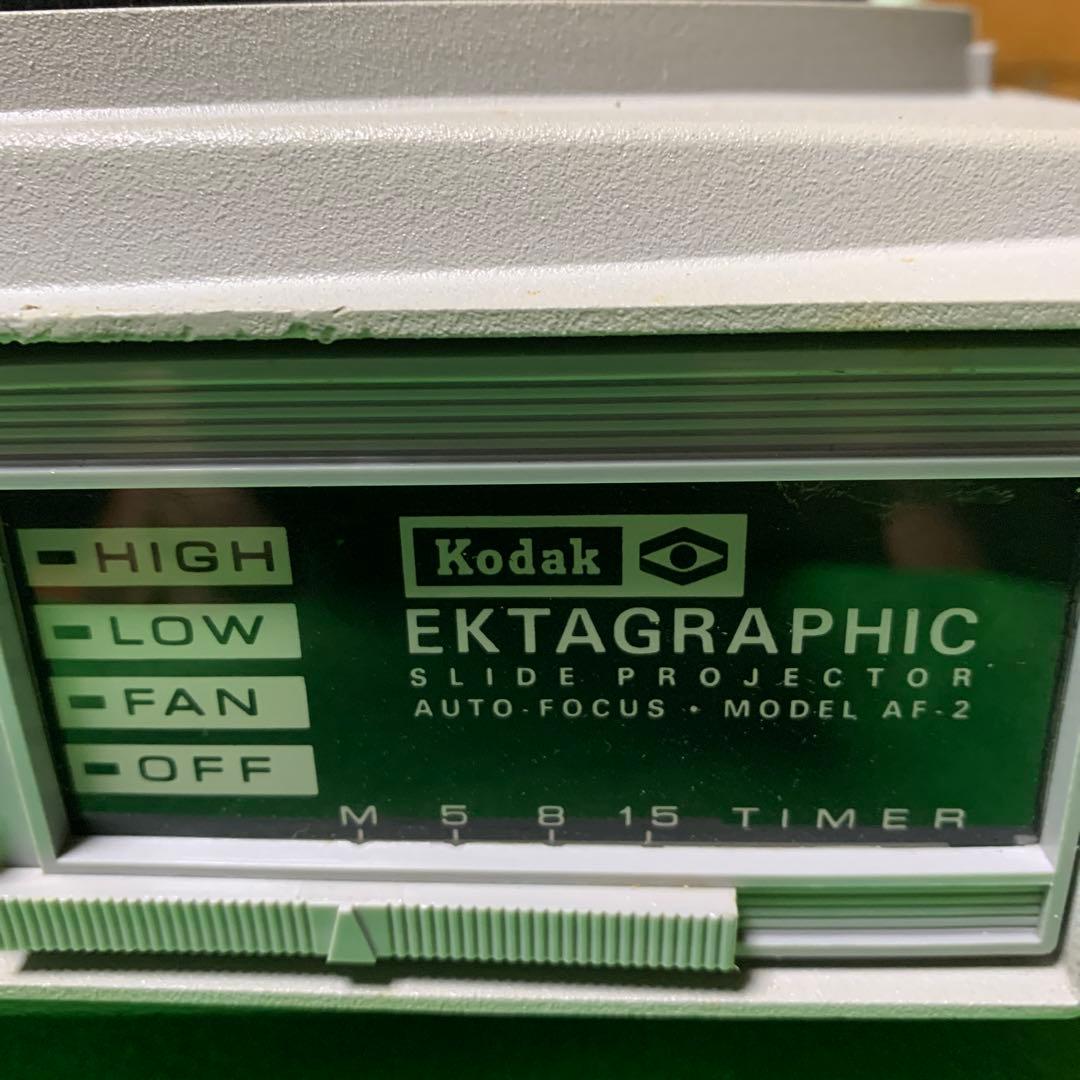 HIGH
LOW
FAN
OFF
Kodak
EKTAGRAPHIC
SLIDE PROJECTOR
AUTO-FOCUS • MODEL AF-2
M 5 8 15 TIMER